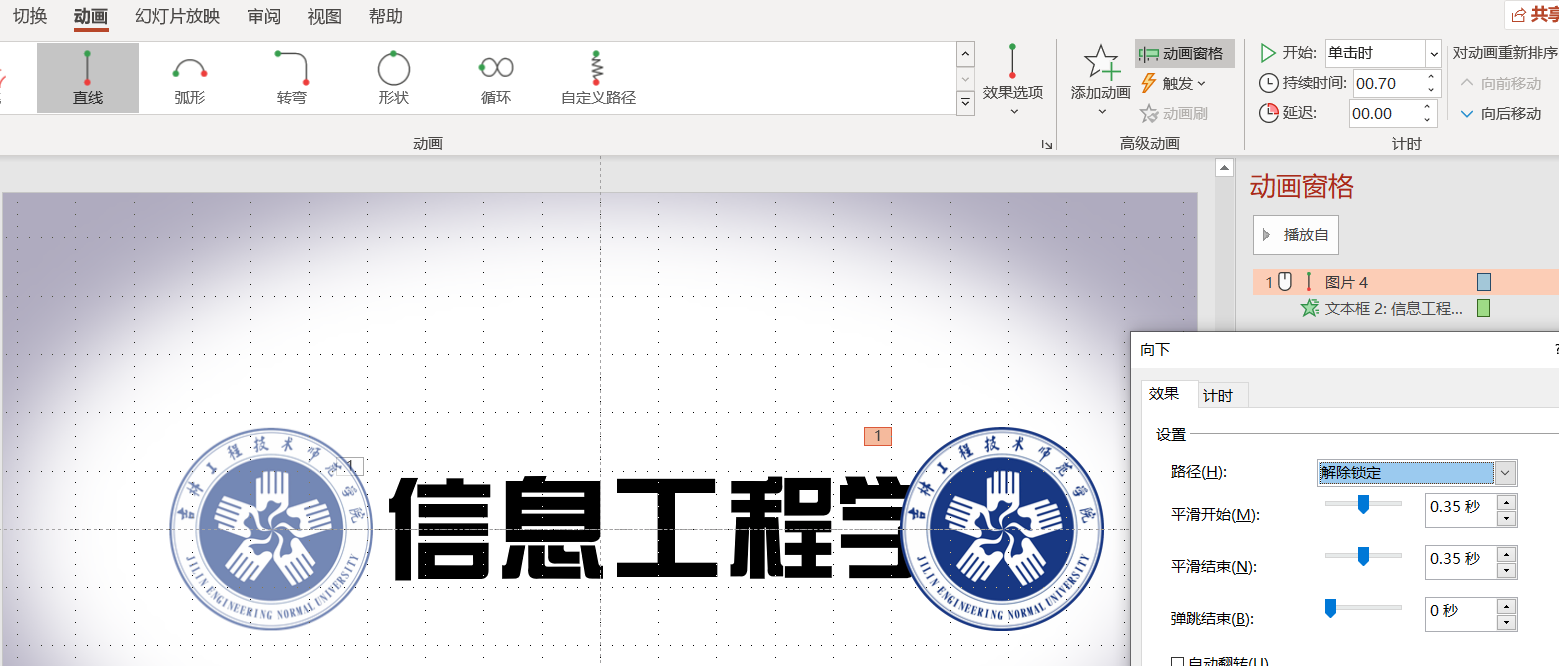 切换 动画 幻灯片放映 审阅 视图 帮助 共享
直线 弧形 转弯 形状 循环 自定义路径 效果选项 添加动画
动画窗格
触发
动画刷
开始: 单击时
持续时间: 00.70
延迟: 00.00
对动画重新排序
向前移动
向后移动
动画 高级动画 计时
动画窗格
播放自
1 图片 4
文本框 2: 信息工程...
向下 ?
效果 计时
设置
路径(H): 解除锁定
平滑开始(M): 0.35 秒
平滑结束(N): 0.35 秒
弹跳结束(B): 0 秒
自动翻转(U)
1
1
吉林工程技术师范学院
JILIN ENGINEERING NORMAL UNIVERSITY
信息工程学
吉林工程技术师范学院
JILIN ENGINEERING NORMAL UNIVERSITY